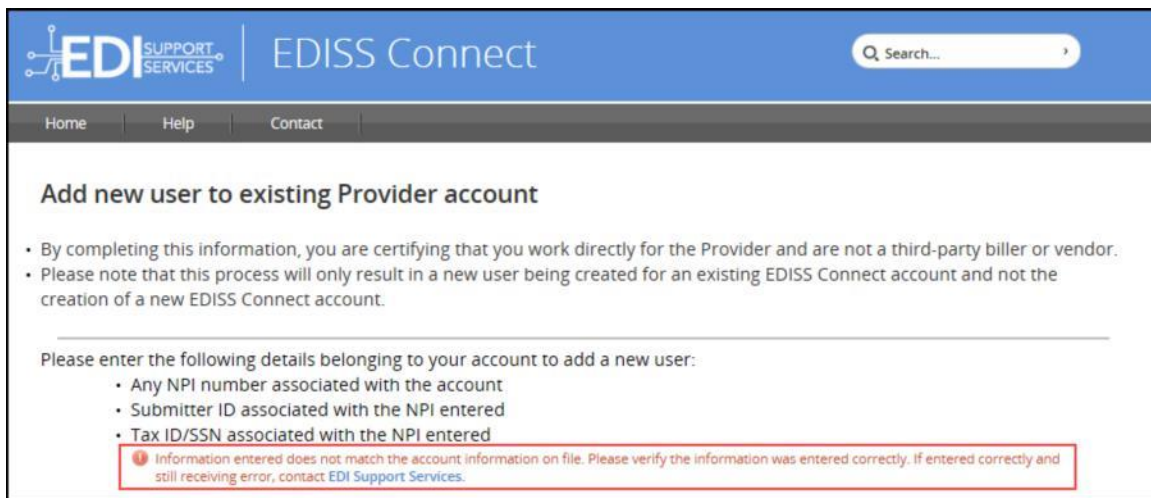 EDI SUPPORT SERVICES EDISS Connect Search...
Home Help Contact
Add new user to existing Provider account
• By completing this information, you are certifying that you work directly for the Provider and are not a third-party biller or vendor.
• Please note that this process will only result in a new user being created for an existing EDISS Connect account and not the
creation of a new EDISS Connect account.
Please enter the following details belonging to your account to add a new user:
• Any NPI number associated with the account
• Submitter ID associated with the NPI entered
• Tax ID/SSN associated with the NPI entered
Information entered does not match the account information on file. Please verify the information was entered correctly. If entered correctly and
still receiving error, contact EDI Support Services.